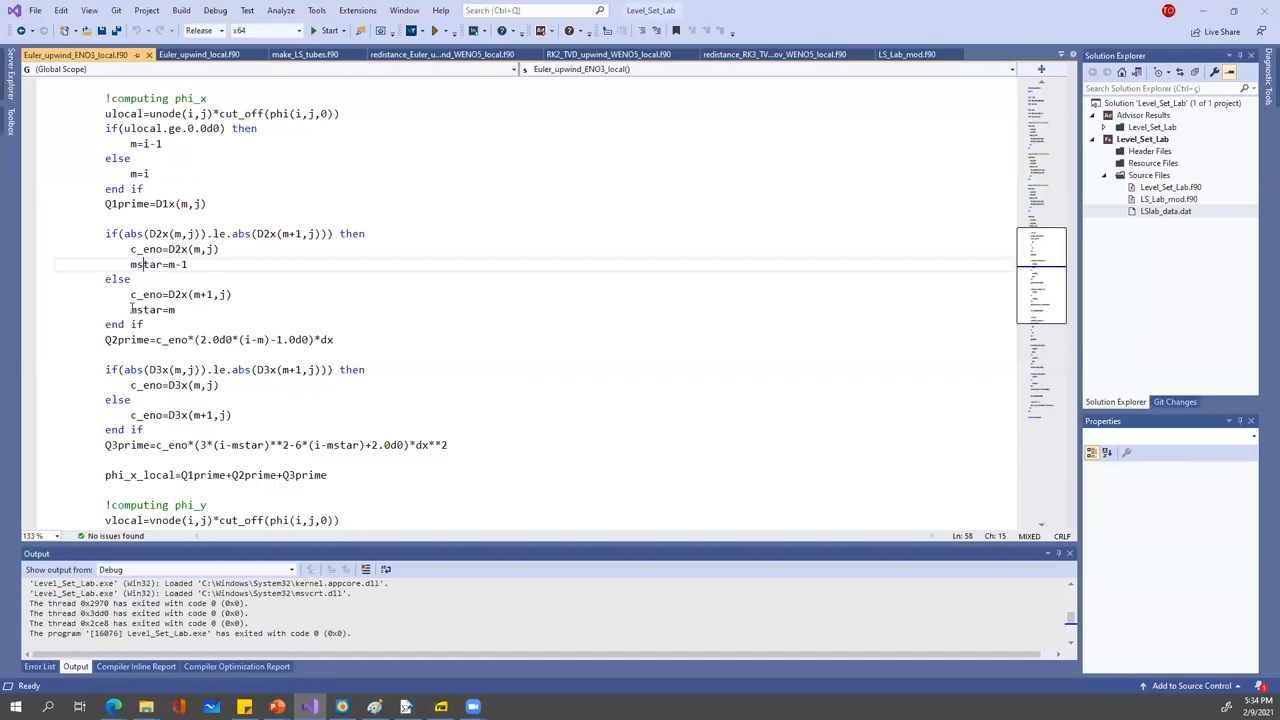 File Edit View Git Project Build Debug Test Analyze Tools Extensions Window Help Search (Ctrl+Q) Level_Set_Lab TO
Release x64 Start Live Share
Euler_upwind_ENO3_local.f90 Euler_upwind_local.f90 make_LS_tubes.f90 redistance_Euler_u...nd_WENO5_local.f90 RK2_TVD_upwind_WENO5_local.f90 redistance_RK3_TV...ov_WENO5_local.f90 LS_Lab_mod.f90
(Global Scope) Euler_upwind_ENO3_local()
!computing phi_x
ulocal=unode(i,j)*cut_off(phi(i,j,0))
if(ulocal.ge.0.0d0) then
m=i-1
else
m=i
end if
Q1prime=D1x(m,j)
if(abs(D2x(m,j)).le.abs(D2x(m+1,j)) ) then
c_eno=D2x(m,j)
mstar=m-1
else
c_eno=D2x(m+1,j)
mstar=m
end if
Q2prime=c_eno*(2.0d0*(i-m)-1.0d0)*dx
if(abs(D3x(m,j)).le.abs(D3x(m+1,j)) ) then
c_eno=D3x(m,j)
else
c_eno=D3x(m+1,j)
end if
Q3prime=c_eno*(3*(i-mstar)**2-6*(i-mstar)+2.0d0)*dx**2
phi_x_local=Q1prime+Q2prime+Q3prime
!computing phi_y
vlocal=vnode(i,j)*cut_off(phi(i,j,0))
133 % No issues found Ln: 58 Ch: 15 MIXED CRLF
Output
Show output from: Debug
'Level_Set_Lab.exe' (Win32): Loaded 'C:\Windows\System32\kernel.appcore.dll'.
'Level_Set_Lab.exe' (Win32): Loaded 'C:\Windows\System32\msvcrt.dll'.
The thread 0x2970 has exited with code 0 (0x0).
The thread 0x3dd0 has exited with code 0 (0x0).
The thread 0x2ce8 has exited with code 0 (0x0).
The program '[16076] Level_Set_Lab.exe' has exited with code 0 (0x0).
Error List Output Compiler Inline Report Compiler Optimization Report
Ready Add to Source Control 1
Server Explorer
Toolbox
Solution Explorer
Search Solution Explorer (Ctrl+ç)
Solution 'Level_Set_Lab' (1 of 1 project)
Advisor Results
Level_Set_Lab
Level_Set_Lab
Header Files
Resource Files
Source Files
Level_Set_Lab.f90
LS_Lab_mod.f90
LSlab_data.dat
Solution Explorer Git Changes
Properties
Diagnostic Tools
5:34 PM
2/9/2021